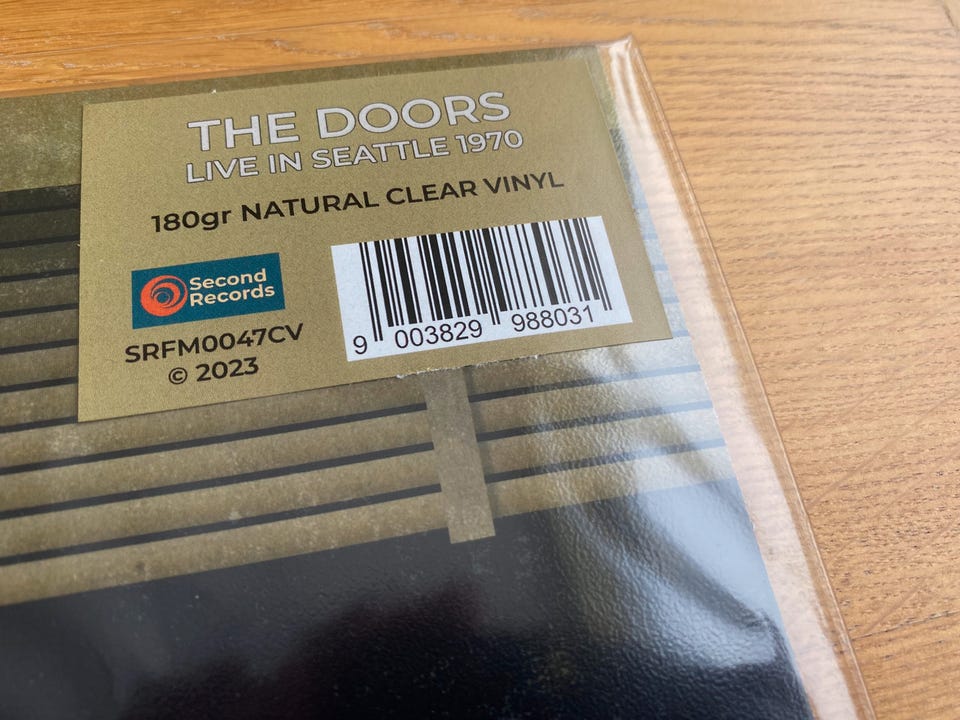 THE DOORS
LIVE IN SEATTLE 1970
180gr NATURAL CLEAR VINYL
Second
Records
SRFM0047CV
© 2023
9 003829 988031